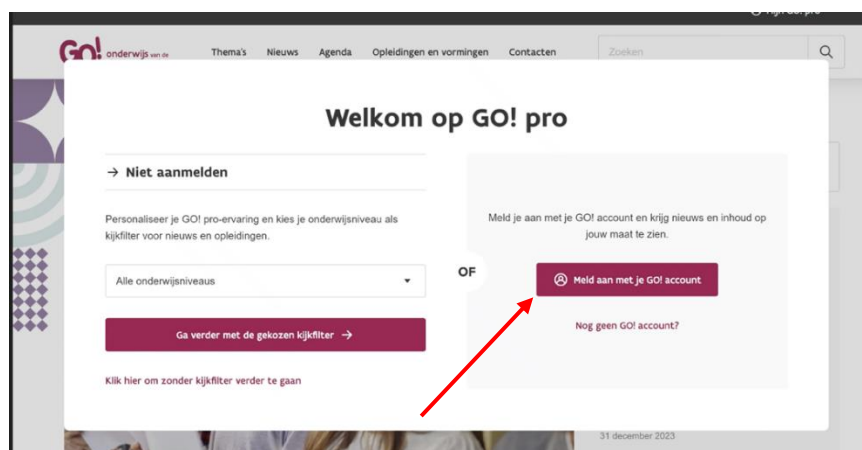 GO! pro
GO! onderwijs van de
Thema's Nieuws Agenda Opleidingen en vormingen Contacten Zoeken
Welkom op GO! pro
→ Niet aanmelden
Personaliseer je GO! pro-ervaring en kies je onderwijsniveau als
kijkfilter voor nieuws en opleidingen.
Alle onderwijsniveaus
Ga verder met de gekozen kijkfilter →
Klik hier om zonder kijkfilter verder te gaan
OF
Meld je aan met je GO! account en krijg nieuws en inhoud op
jouw maat te zien.
Meld aan met je GO! account
Nog geen GO! account?
31 december 2023